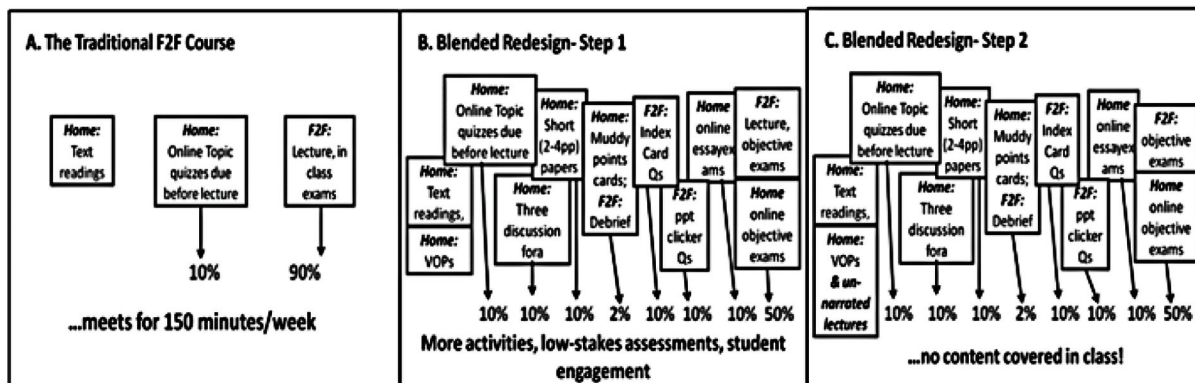 A. The Traditional F2F Course
Home:
Text
readings
Home:
Online Topic
quizzes due
before lecture
F2F:
Lecture, in
class
exams
10%
90%
...meets for 150 minutes/week
B. Blended Redesign- Step 1
Home:
Online Topic
quizzes due
before lecture
Home:
Short
(2-4pp)
papers
Home:
Muddy
points
cards;
F2F:
Debrief
F2F:
Index
Card
Qs
Home
online
essayex
ams
F2F:
Lecture,
objective
exams
Home:
Text
readings,
Home:
VOPs
Home:
Three
discussion
fora
F2F:
ppt
clicker
Qs
Home
online
objective
exams
10% 10% 10% 2% 10% 10% 10% 50%
More activities, low-stakes assessments, student
engagement
C. Blended Redesign- Step 2
Home:
Online Topic
quizzes due
before lecture
Home:
Short
(2-4pp)
papers
Home:
Muddy
points
cards;
F2F:
Debrief
F2F:
Index
Card
Qs
Home
online
essayex
ams
F2F:
objective
exams
Home:
Text
readings,
Home:
VOPs
& un-
narrated
lectures
Home:
Three
discussion
fora
F2F:
ppt
clicker
Qs
Home
online
objective
exams
10% 10% 10% 2% 10% 10% 10% 50%
...no content covered in class!